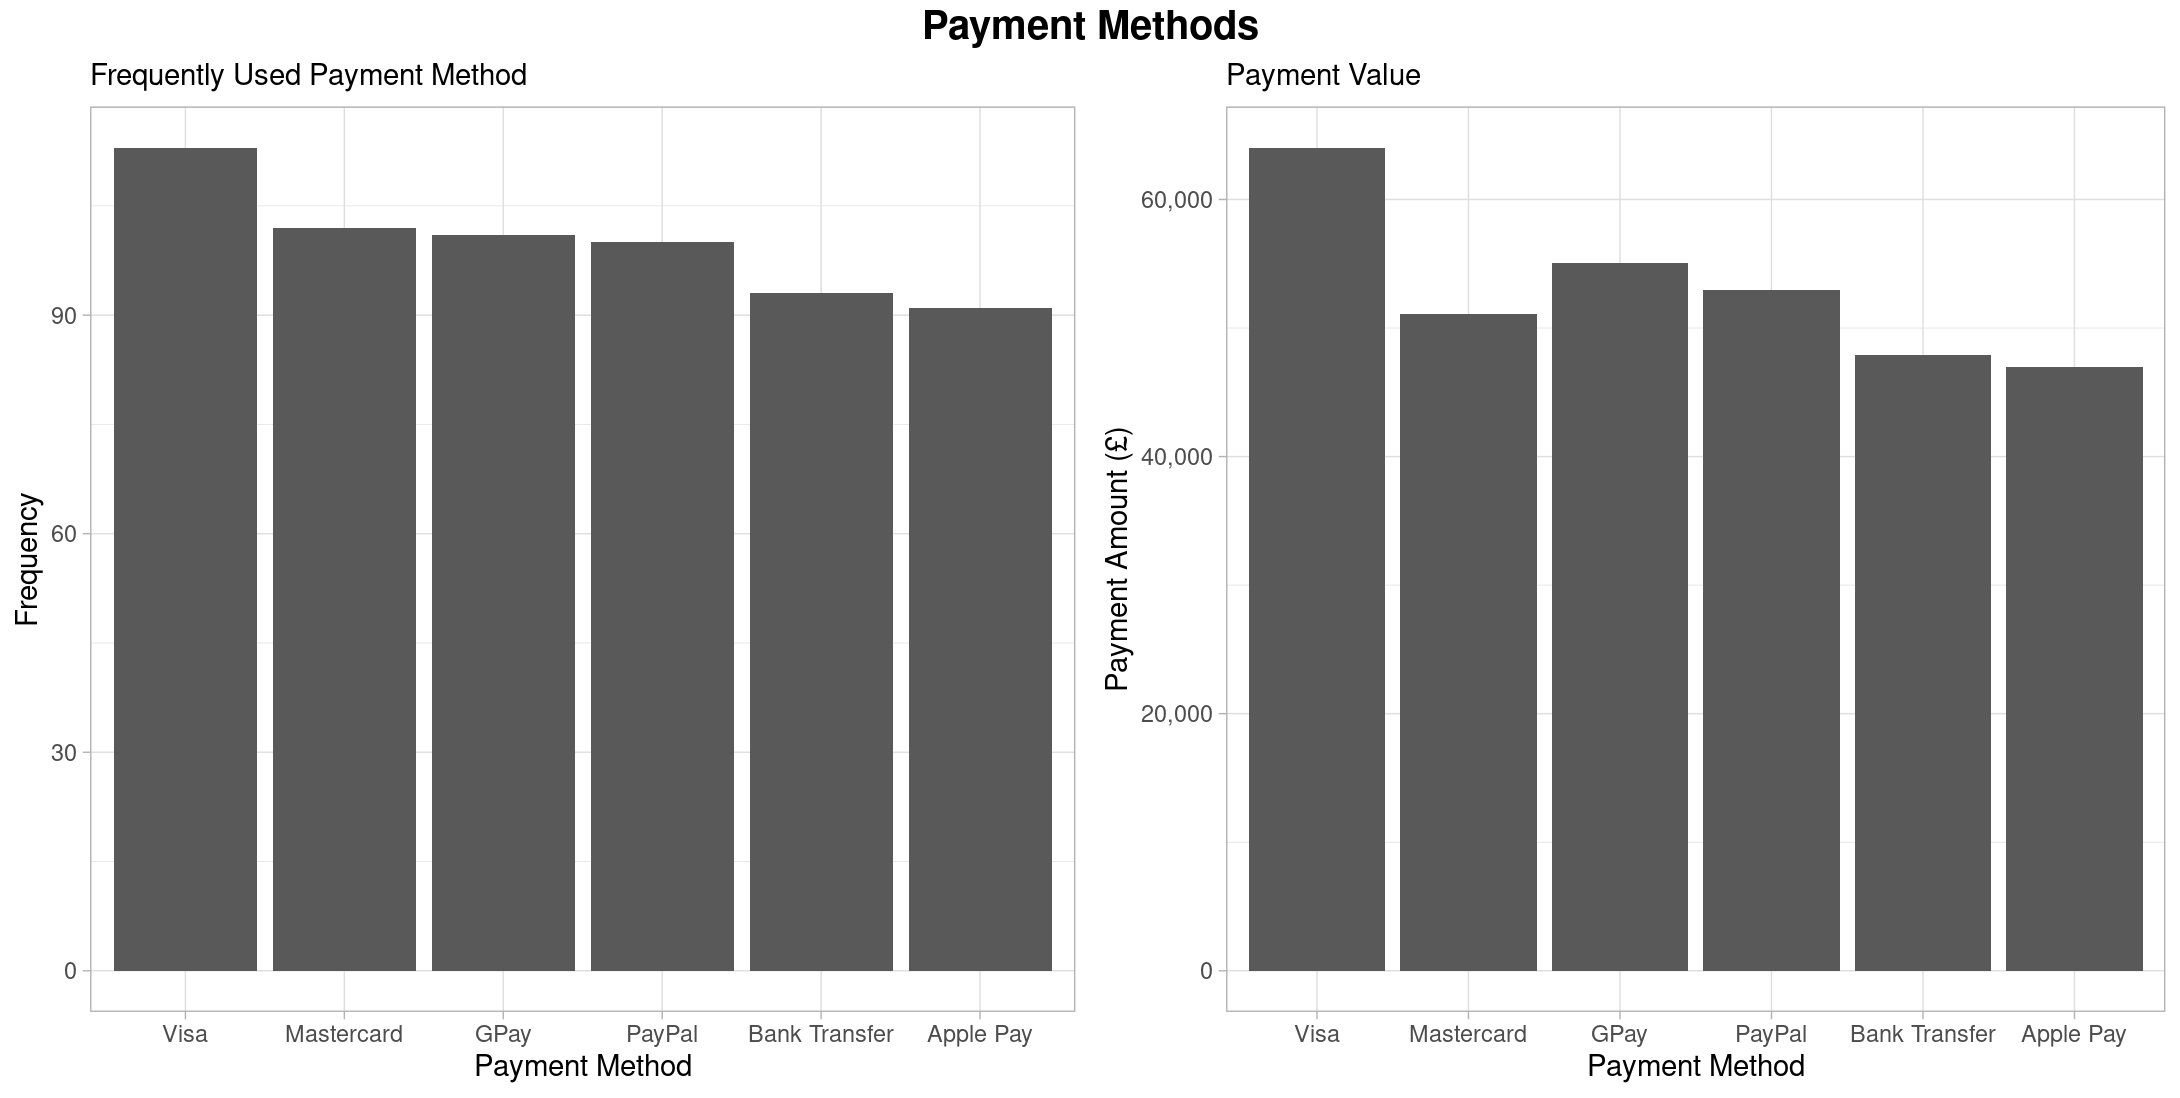 Payment Methods
Frequently Used Payment Method
Frequency
90
60
30
0
Visa Mastercard GPay PayPal Bank Transfer Apple Pay
Payment Method
Payment Value
Payment Amount (£)
60,000
40,000
20,000
0
Visa Mastercard GPay PayPal Bank Transfer Apple Pay
Payment Method